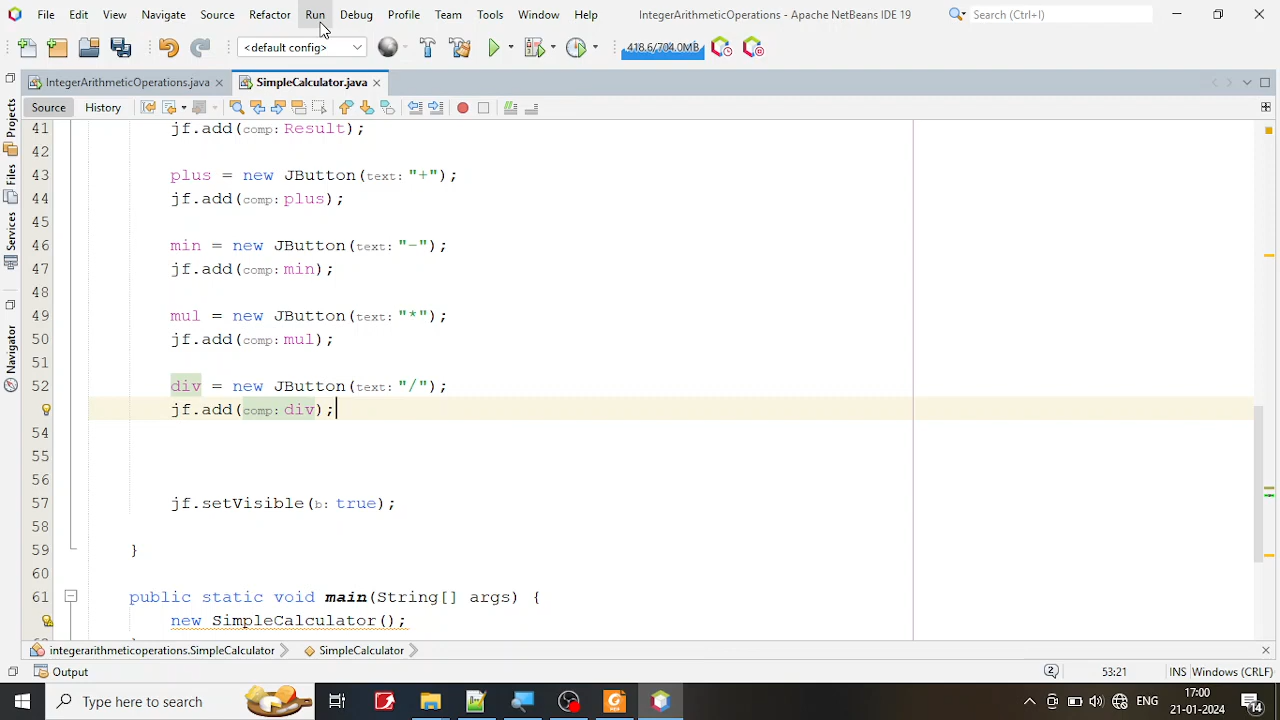 File Edit View Navigate Source Refactor Run Debug Profile Team Tools Window Help IntegerArithmeticOperations - Apache NetBeans IDE 19 Search (Ctrl+I)
<default config> 418.6/704.0MB
IntegerArithmeticOperations.java SimpleCalculator.java
Source History
Projects
Files
Services
Navigator
41 jf.add(comp: Result);
42
43 plus = new JButton(text: "+");
44 jf.add(comp: plus);
45
46 min = new JButton(text: "-");
47 jf.add(comp: min);
48
49 mul = new JButton(text: "*");
50 jf.add(comp: mul);
51
52 div = new JButton(text: "/");
jf.add(comp: div);
54
55
56
57 jf.setVisible(b: true);
58
59 }
60
61 public static void main(String[] args) {
new SimpleCalculator();
integerarithmeticoperations.SimpleCalculator SimpleCalculator
Output 2 53:21 INS Windows (CRLF)
Type here to search ENG 17:00
21-01-2024 14